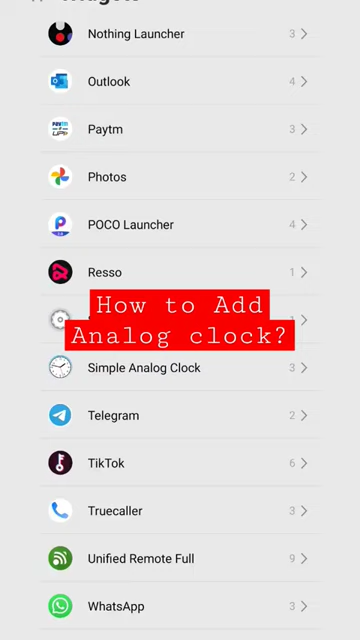 Nothing Launcher 3
Outlook 4
Paytm 3
Photos 2
POCO Launcher 4
Resso 1
How to Add
Analog clock?
1
Simple Analog Clock 3
Telegram 2
TikTok 6
Truecaller 3
Unified Remote Full 9
WhatsApp 3